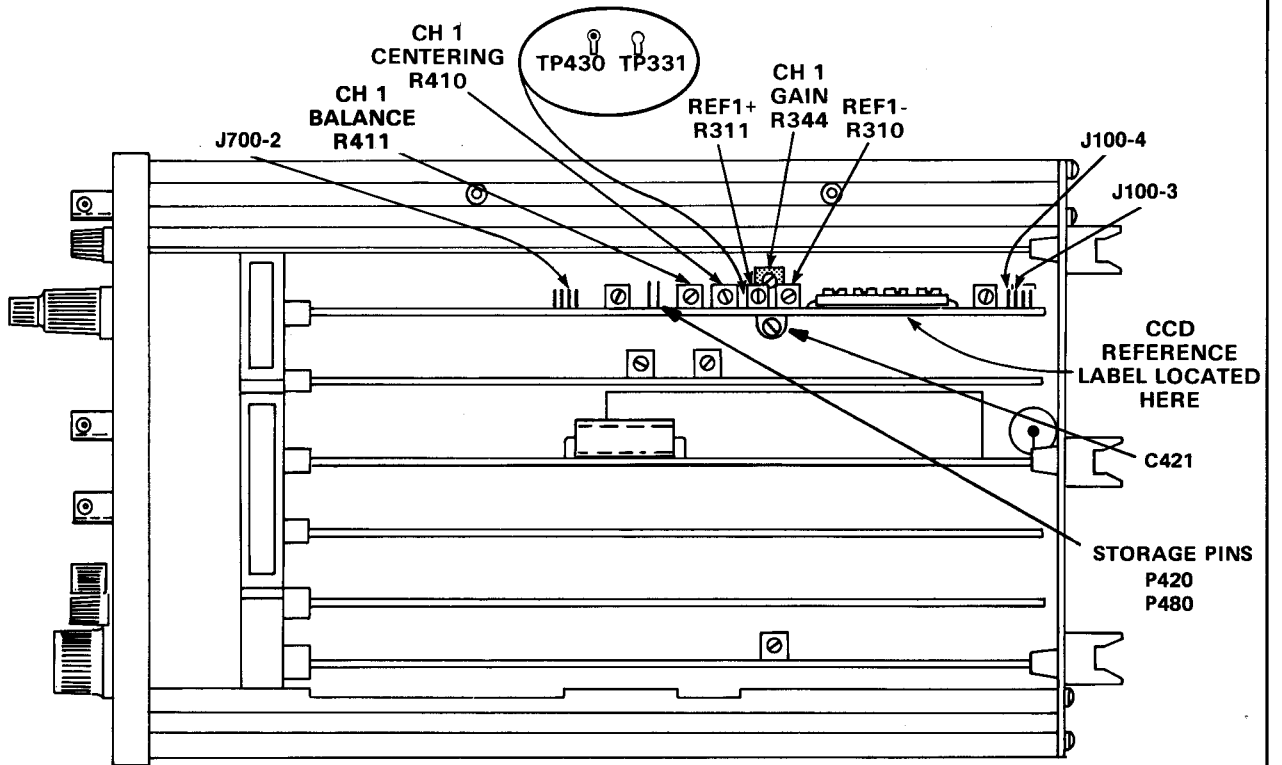 TP430 TP331
CH 1
CENTERING
R410
CH 1
BALANCE
R411
J700-2
REF1+
R311
CH 1
GAIN
R344
REF1-
R310
J100-4
J100-3
CCD
REFERENCE
LABEL LOCATED
HERE
C421
STORAGE PINS
P420
P480